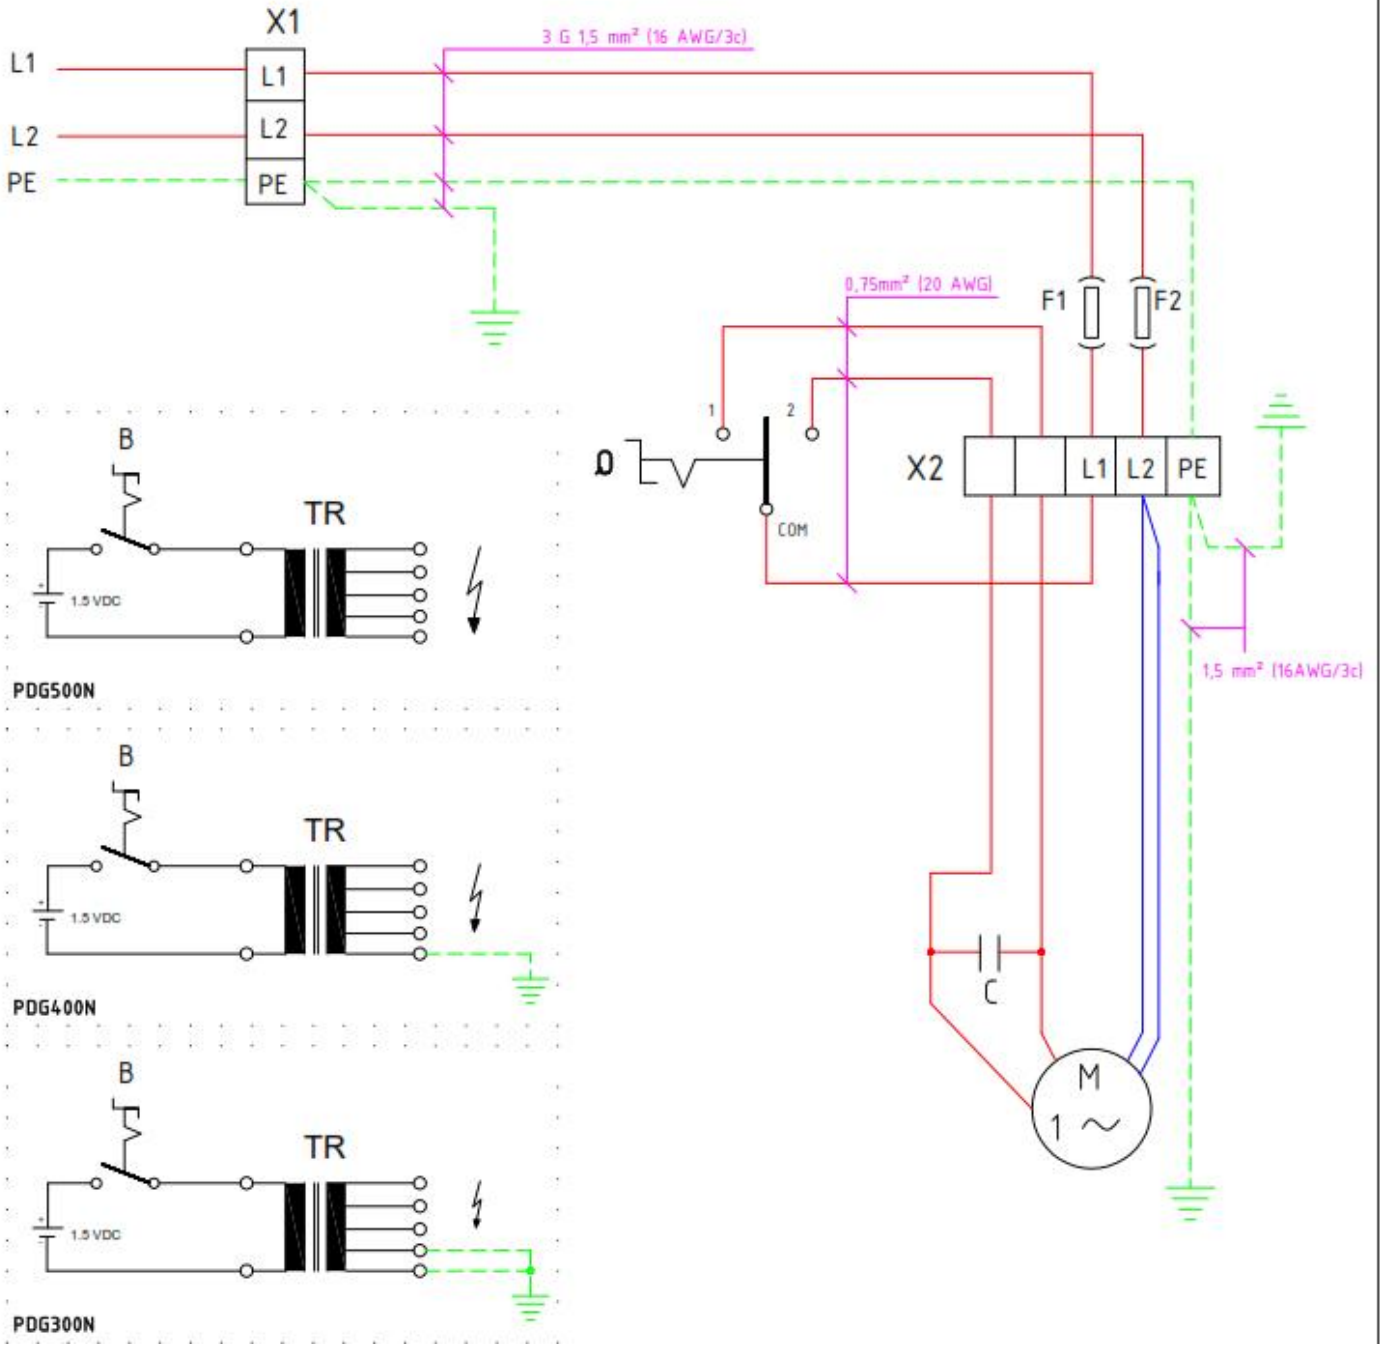 X1
3 G 1,5 mm² (16 AWG/3c)
L1
L1
L2
L2
PE
PE
0,75mm² (20 AWG)
F1
F2
1
2
Q
X2
L1
L2
PE
COM
1,5 mm² (16AWG/3c)
B
TR
+
1.5 VDC
-
PDG500N
B
TR
+
1.5 VDC
-
PDG400N
C
M
1 ~
B
TR
+
1.5 VDC
-
PDG300N